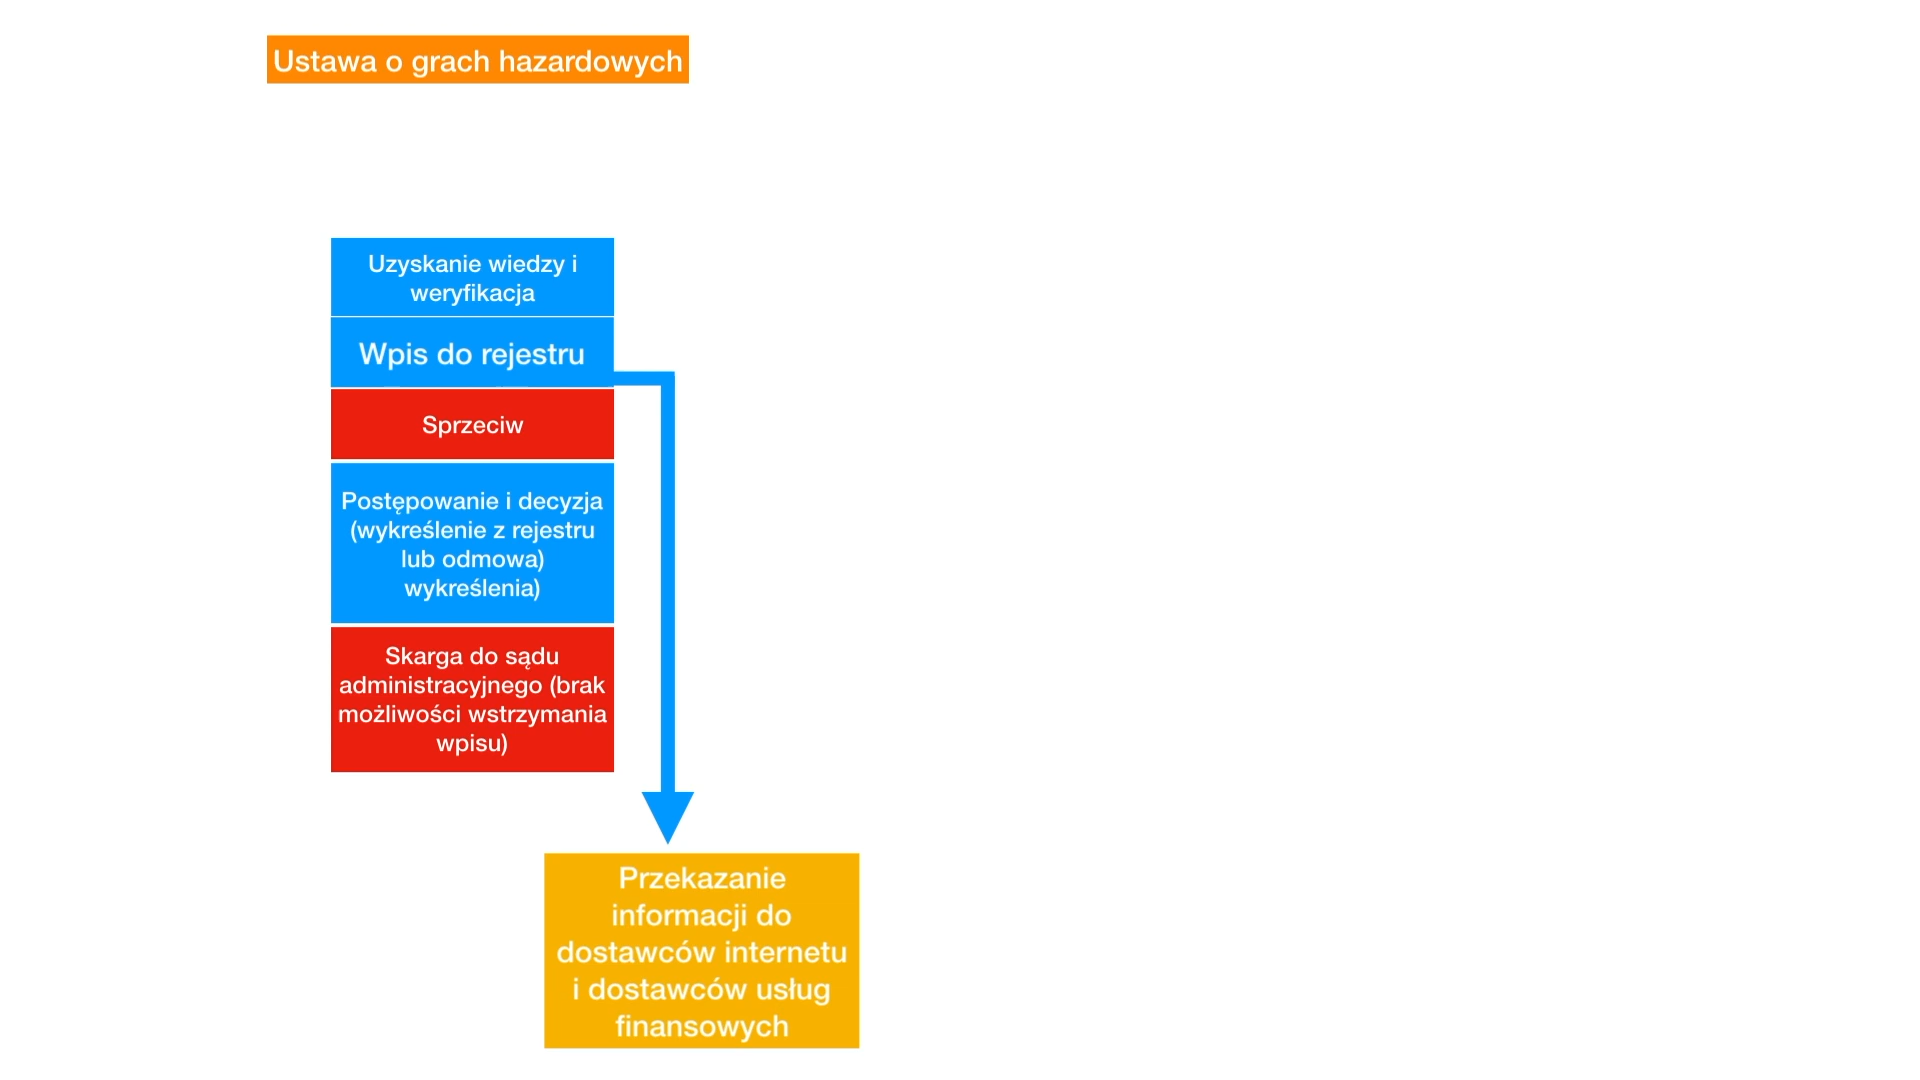 Ustawa o grach hazardowych
Uzyskanie wiedzy i
weryfikacja
Wpis do rejestru
Sprzeciw
Postępowanie i decyzja
(wykreślenie z rejestru
lub odmowa)
wykreślenia)
Skarga do sądu
administracyjnego (brak
możliwości wstrzymania
wpisu)
Przekazanie
informacji do
dostawców internetu
i dostawców usług
finansowych